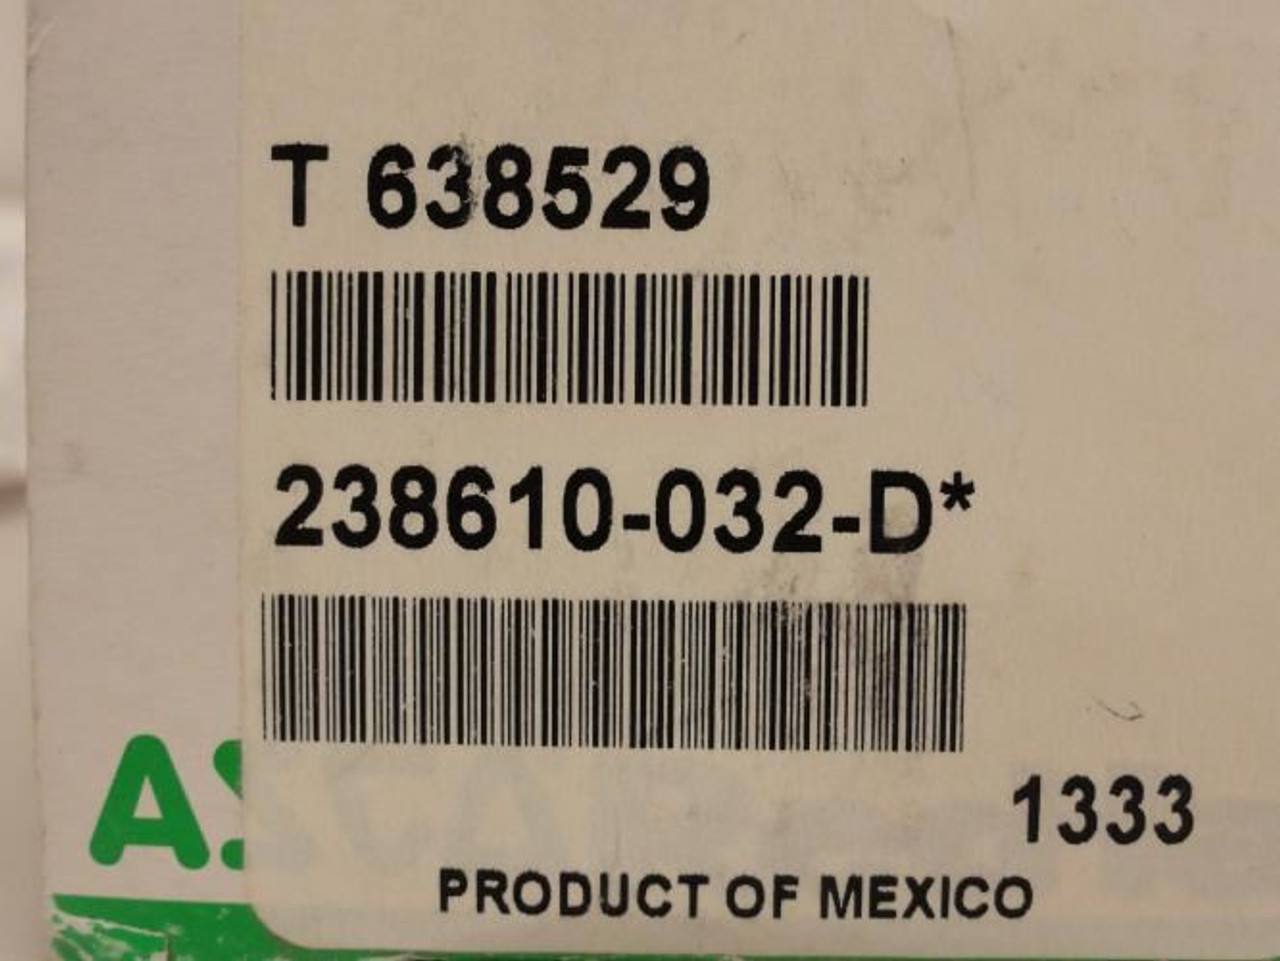 T 638529
238610-032-D*
1333
PRODUCT OF MEXICO